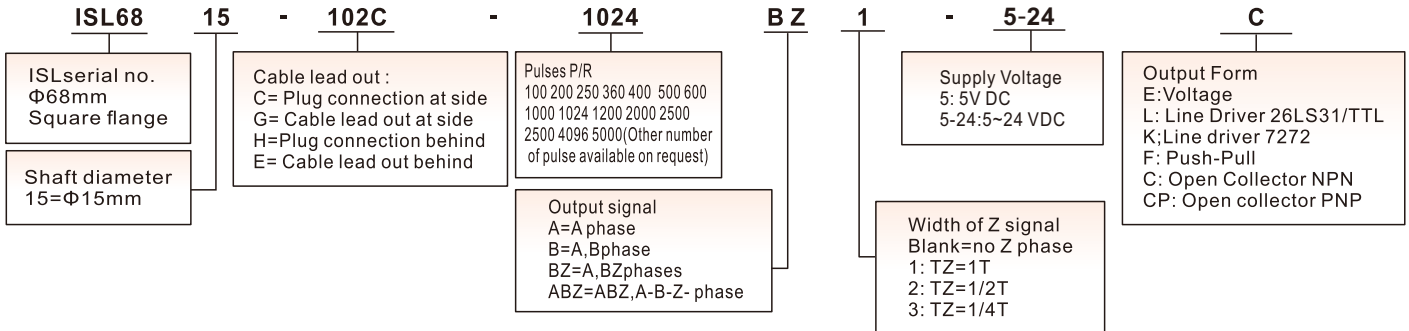 ISL68 15 - 102C - 1024 B Z 1 - 5-24 C
ISLserial no.
Φ68mm
Square flange
Shaft diameter
15=Φ15mm
Cable lead out :
C= Plug connection at side
G= Cable lead out at side
H=Plug connection behind
E= Cable lead out behind
Pulses P/R
100 200 250 360 400 500 600
1000 1024 1200 2000 2500
2500 4096 5000(Other number
of pulse available on request)
Output signal
A=A phase
B=A,Bphase
BZ=A,BZphases
ABZ=ABZ,A-B-Z- phase
Width of Z signal
Blank=no Z phase
1: TZ=1T
2: TZ=1/2T
3: TZ=1/4T
Supply Voltage
5: 5V DC
5-24:5~24 VDC
Output Form
E:Voltage
L: Line Driver 26LS31/TTL
K;Line driver 7272
F: Push-Pull
C: Open Collector NPN
CP: Open collector PNP